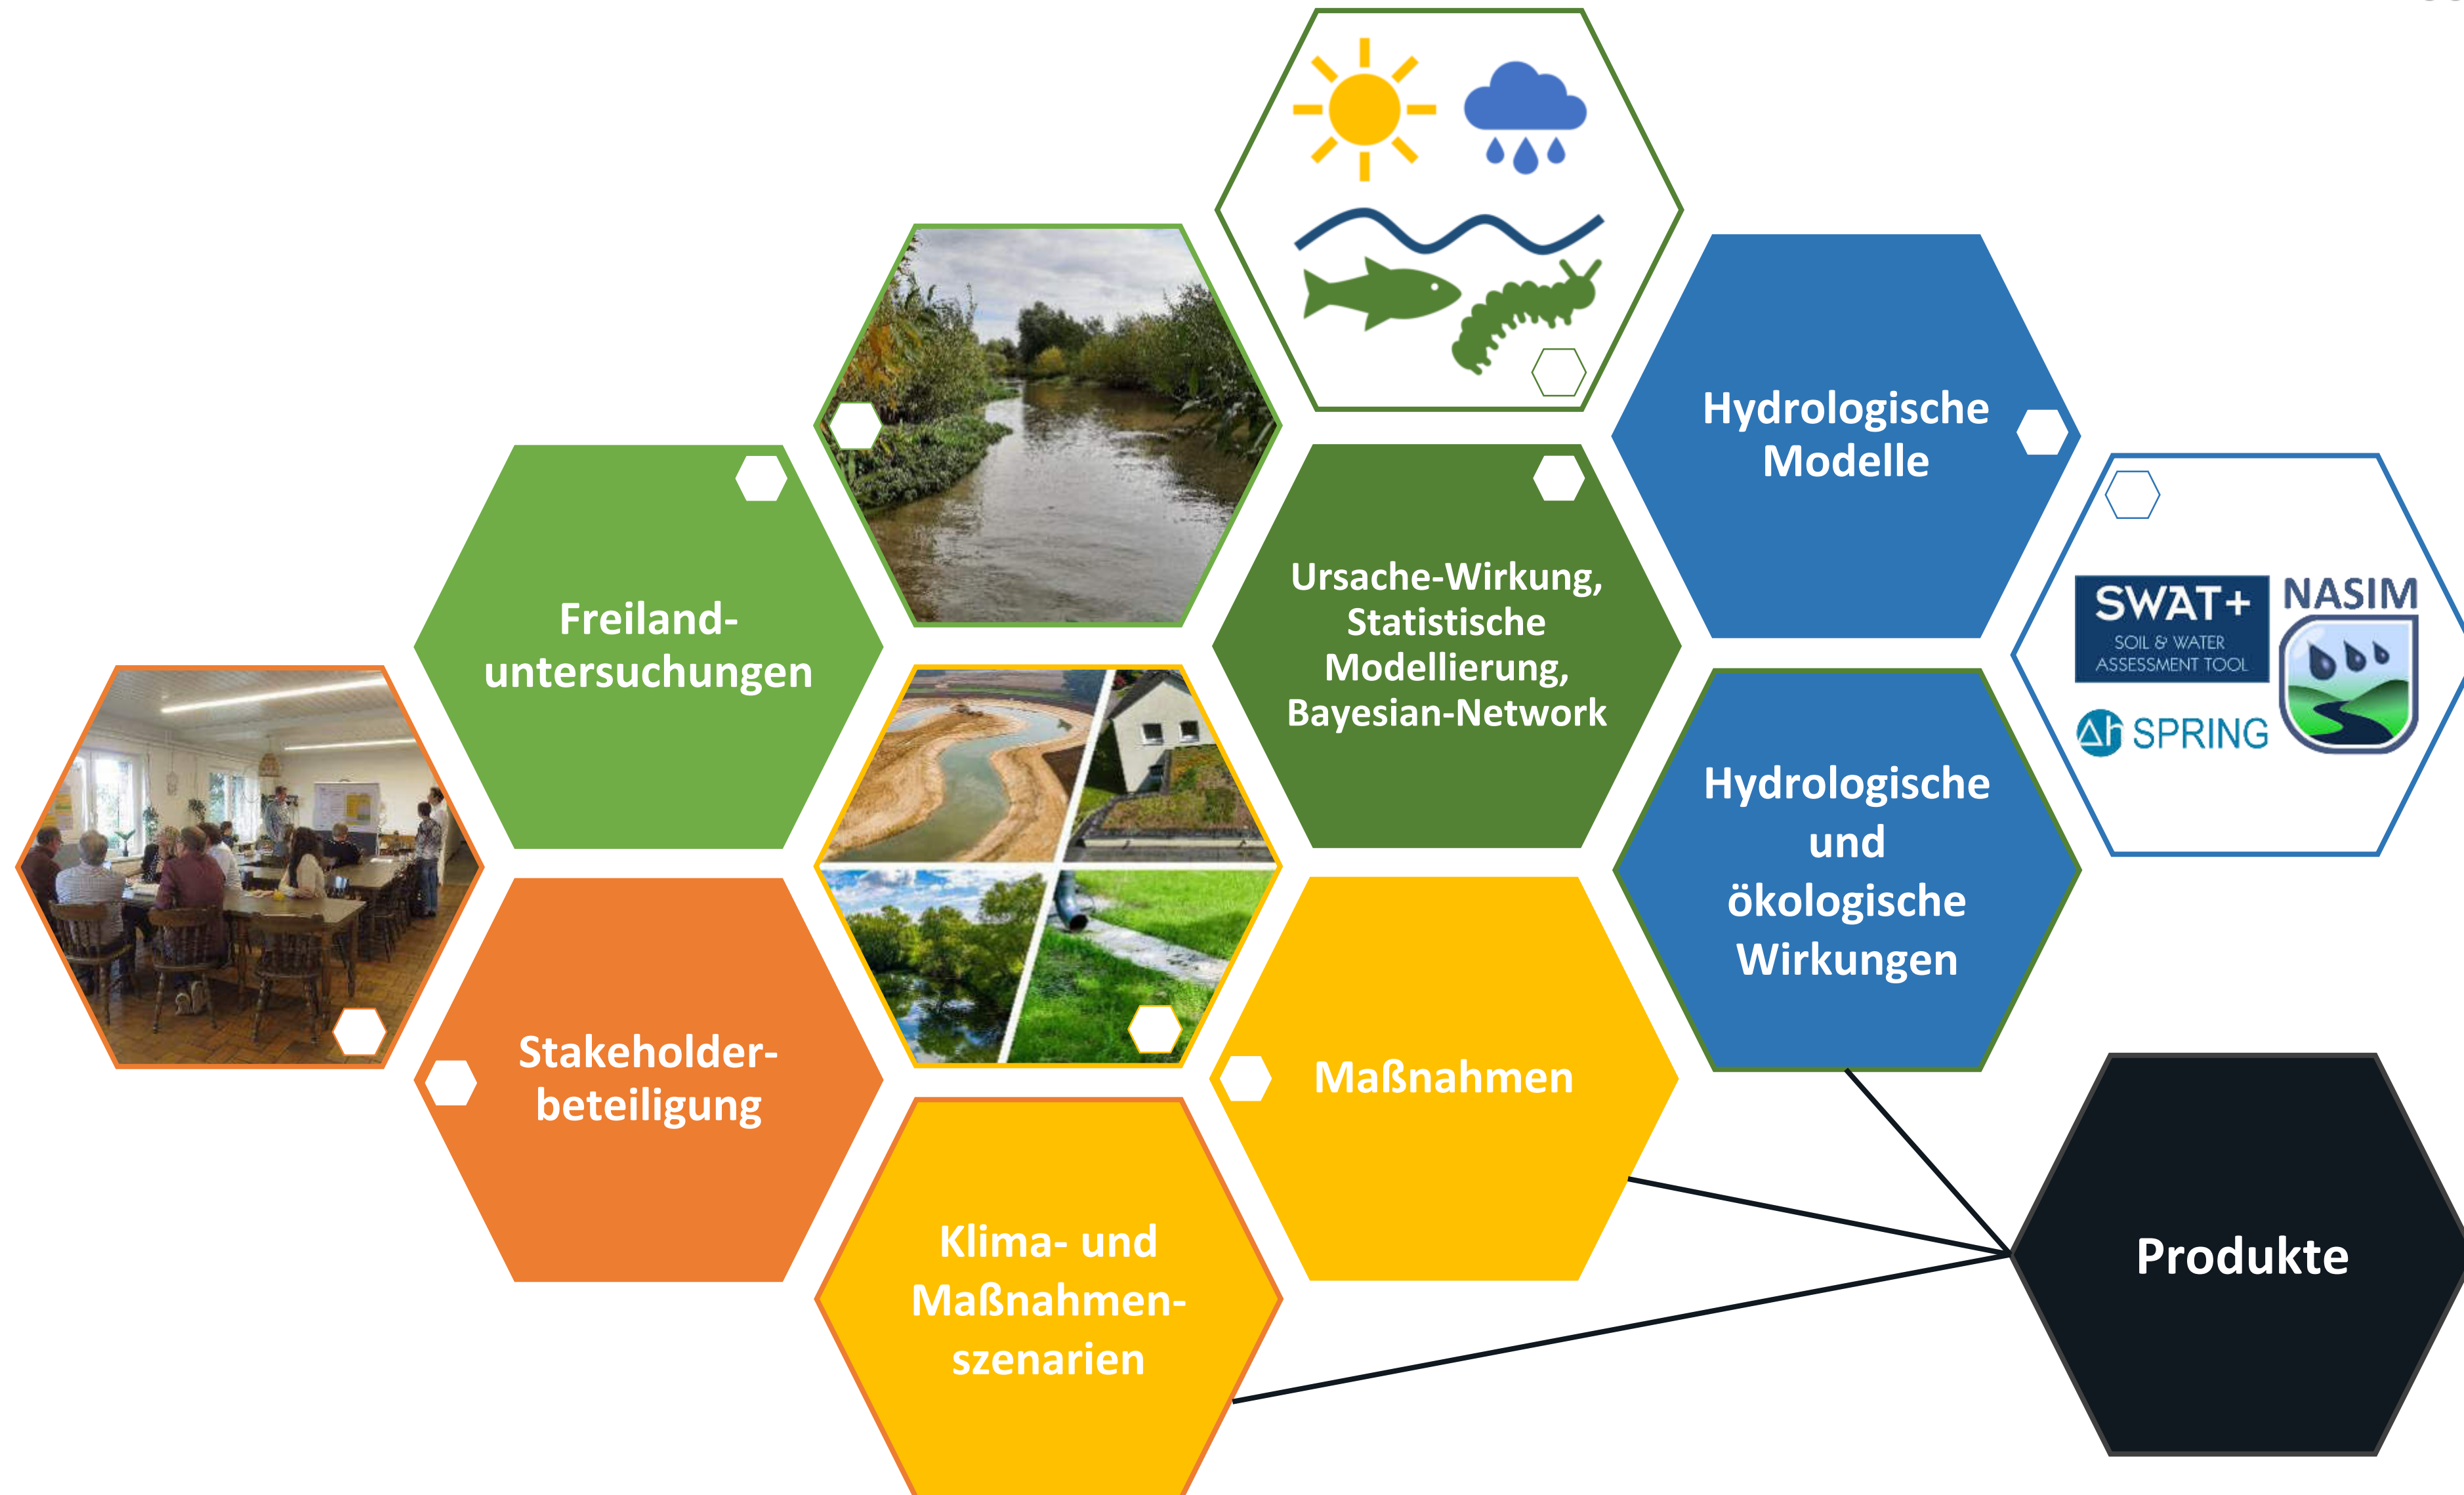 Hydrologische
Modelle
Freiland-
untersuchungen
Ursache-Wirkung,
Statistische
Modellierung,
Bayesian-Network
SWAT+
SOIL & WATER
ASSESSMENT TOOL
NASIM
Δh SPRING
Hydrologische
und
ökologische
Wirkungen
Stakeholder-
beteiligung
Maßnahmen
Klima- und
Maßnahmen-
szenarien
Produkte